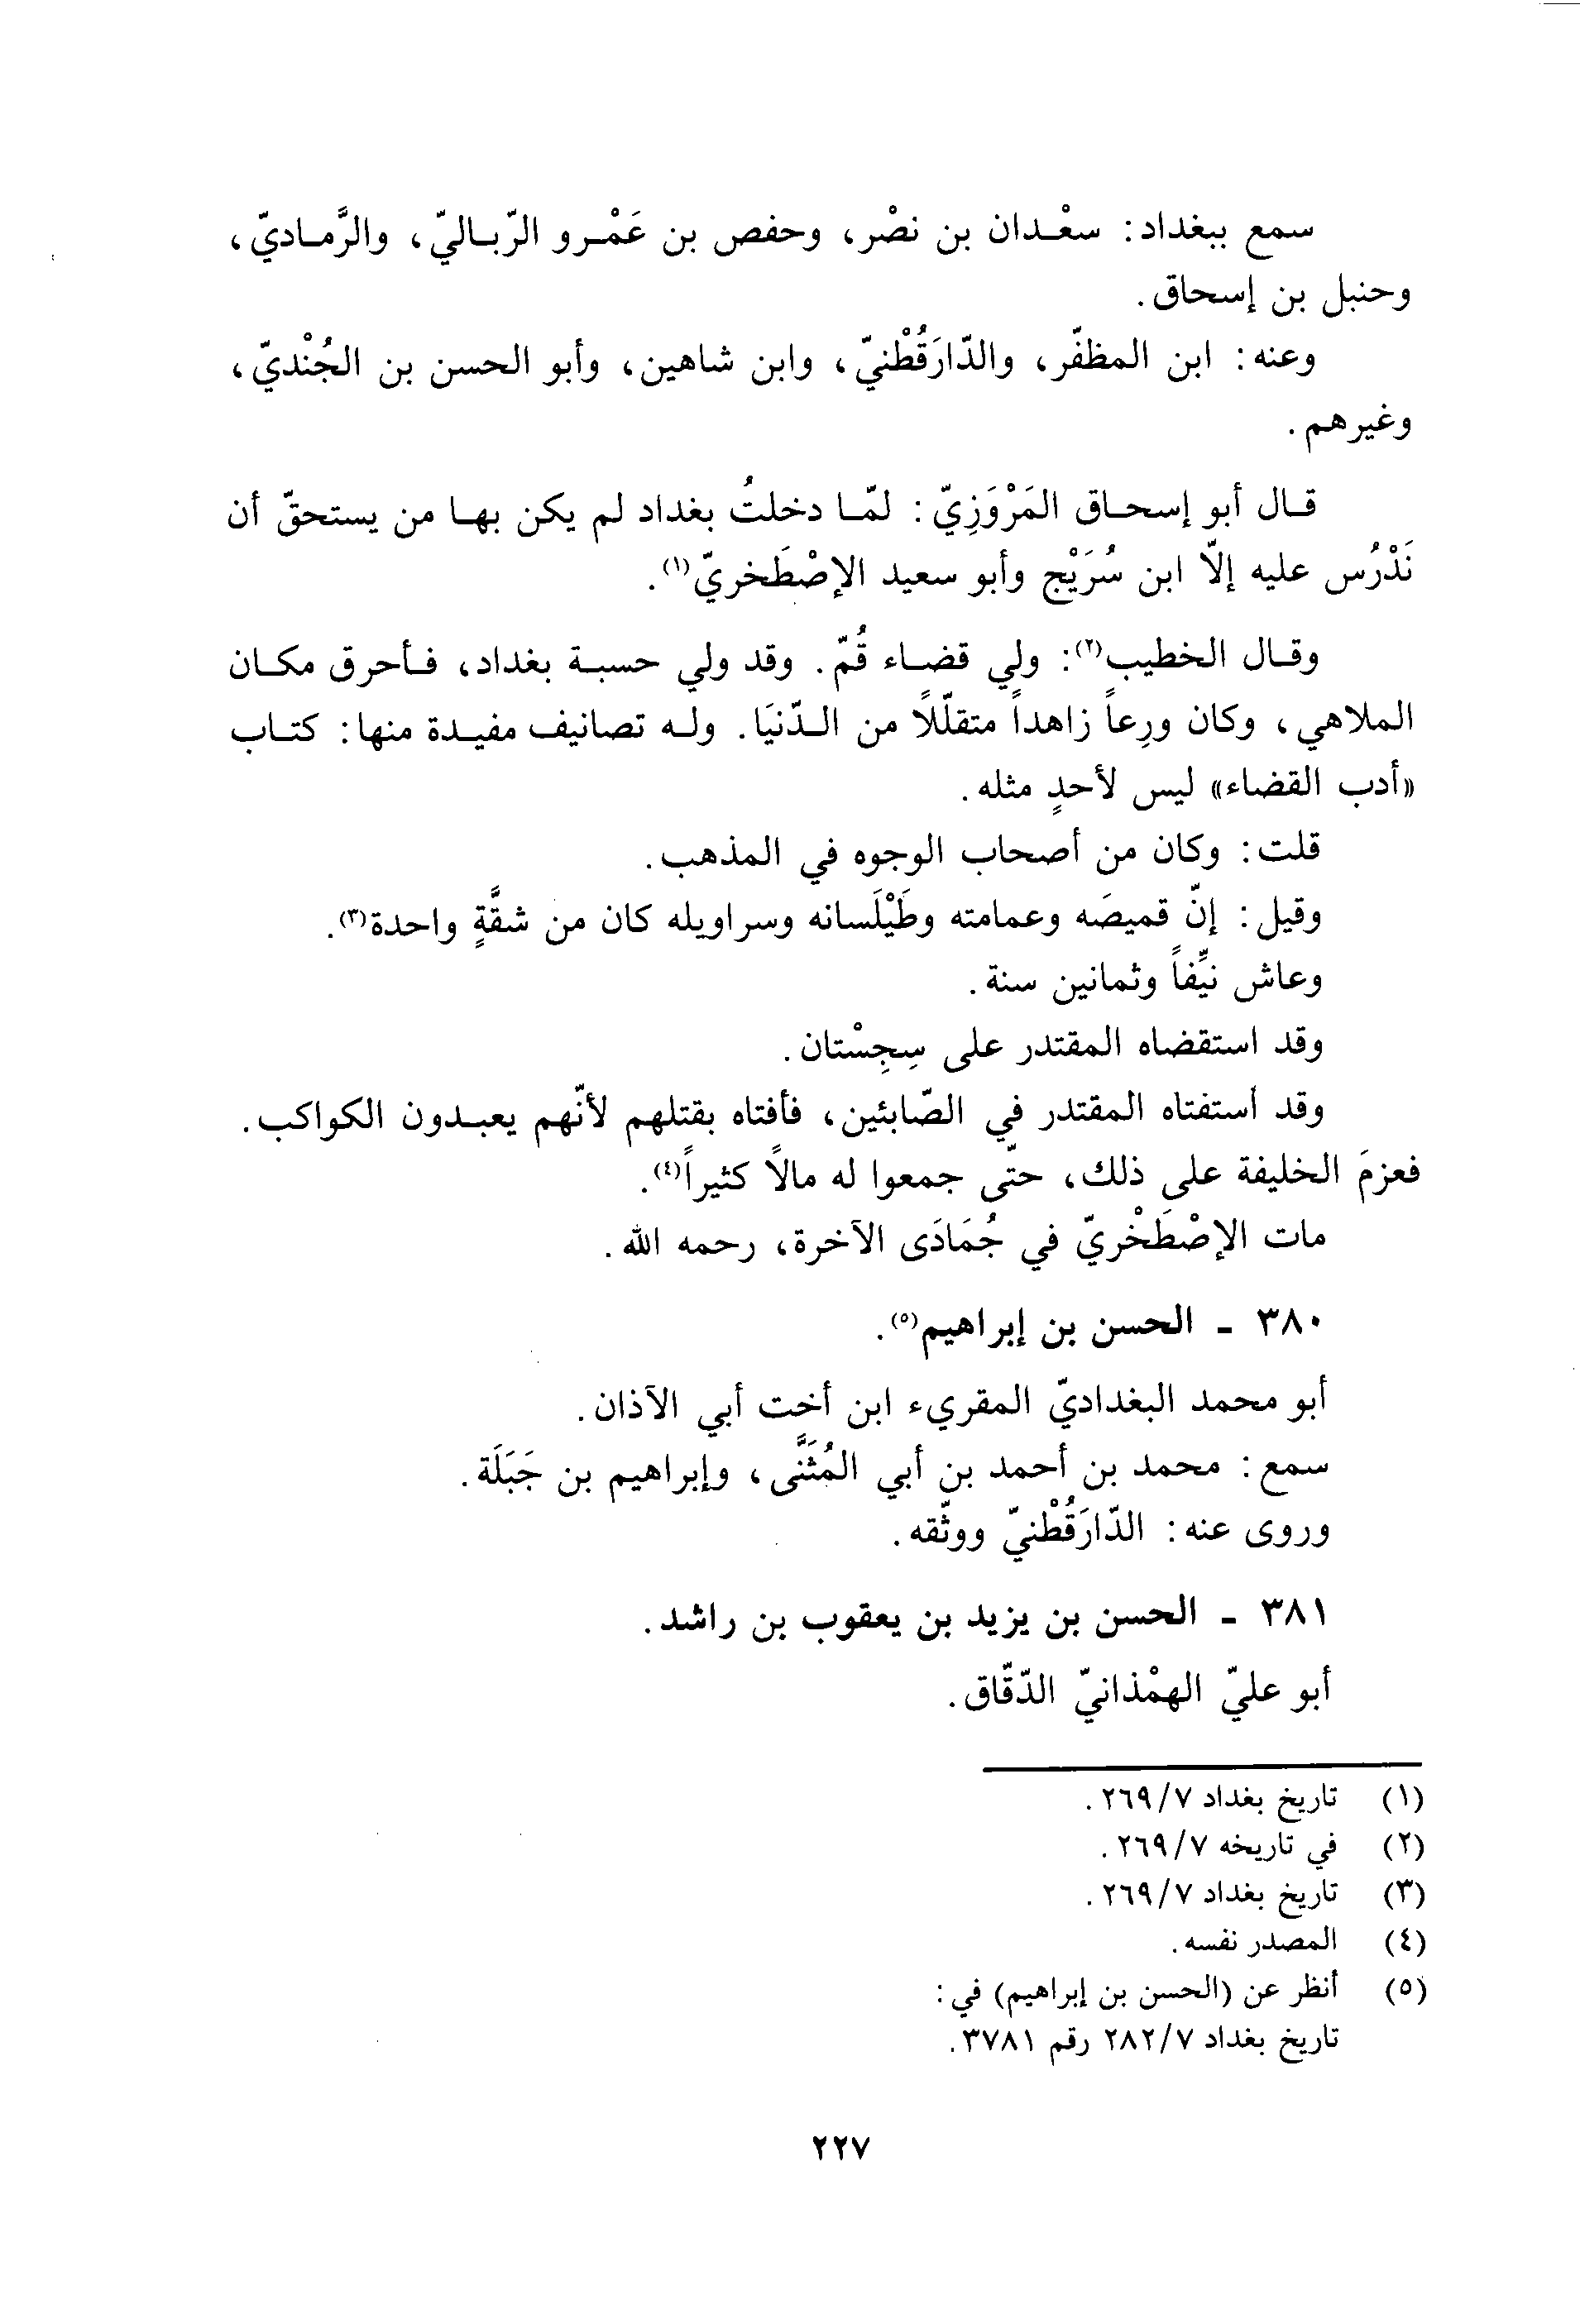 سمع ببغداد: سعْدان بن نصْر، وحفص بن عَمْرو الرّباليّ، والرَّماديّ،
وحنبل بن إسحاق.
وعنه: ابن المظفّر، والدّارَقُطْنيّ، وابن شاهين، وأبو الحسن بن الجُنْديّ،
وغيرهم.
قال أبو إسحاق المَرْوَزِيّ: لمّا دخلتُ بغداد لم يكن بها من يستحقّ أن
نَدْرُس عليه إلّا ابن سُرَيْج وأبو سعيد الإصْطَخريّ(١).
وقال الخطيب(٢): ولي قضاء قُمّ. وقد ولي حسبة بغداد، فأحرق مكان
الملاهي، وكان ورِعاً زاهداً متقلّلاً من الدّنيَا. وله تصانيف مفيدة منها: كتاب
«أدب القضاء» ليس لأحدٍ مثله.
قلت: وكان من أصحاب الوجوه في المذهب.
وقيل: إنّ قميصَه وعمامته وطَيْلَسانه وسراويله كان من شقَّةٍ واحدة(٣).
وعاش نيِّفاً وثمانين سنة.
وقد استقضاه المقتدر على سِجِسْتان.
وقد أستفتاه المقتدر في الصّابئين، فأفتاه بقتلهم لأنّهم يعبدون الكواكب.
فعزمَ الخليفة على ذلك، حتّى جمعوا له مالاً كثيراً(٤).
مات الإصْطَخْريّ في جُمَادَى الآخرة، رحمه الله.
٣٨٠ - الحسن بن إبراهيم(٥).
أبو محمد البغداديّ المقريء ابن أخت أبي الآذان.
سمع: محمد بن أحمد بن أبي المُثَنَّى، وإبراهيم بن جَبَلَة.
وروى عنه: الدّارَقُطْنيّ ووثّقه.
٣٨١ - الحسن بن يزيد بن يعقوب بن راشد.
أبو عليّ الهمْذانيّ الدّقّاق.
(١) تاريخ بغداد ٢٦٩/٧.
(٢) في تاريخه ٢٦٩/٧.
(٣) تاريخ بغداد ٢٦٩/٧.
(٤) المصدر نفسه.
(٥) أنظر عن (الحسن بن إبراهيم) في:
تاريخ بغداد ٢٨٢/٧ رقم ٣٧٨١.
٢٢٧